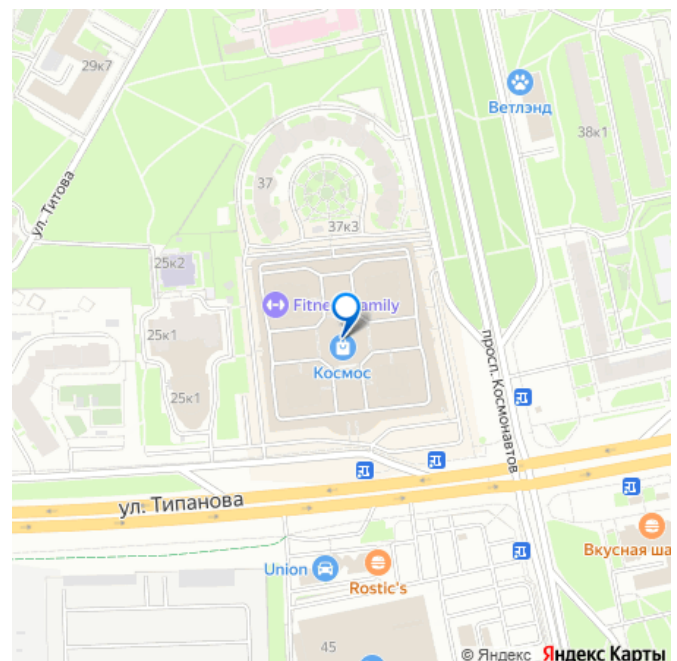 29к7
Ветлэнд
38к1
ул. Титова
37
37к3
25к2
Fitness Family
25к1
Космос
25к1
просп. Космонавтов
ул. Типанова
Вкусная ша
Union
Rostic's
45
© Яндекс Яндекс Карты